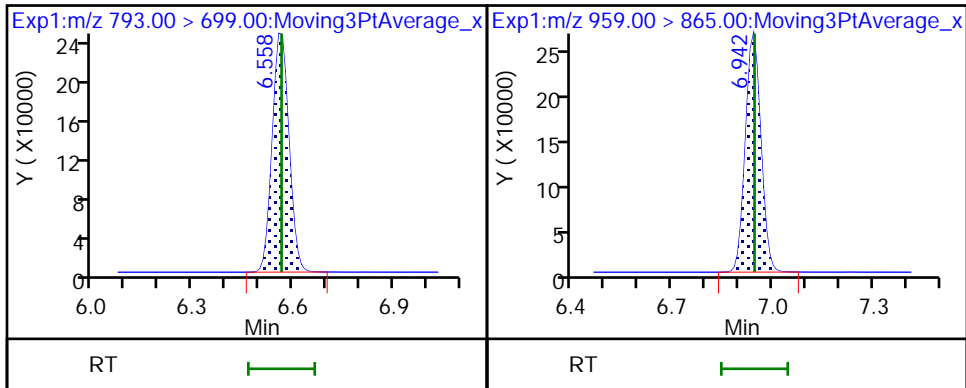 Exp1:m/z 793.00 > 699.00:Moving3PtAverage_x
6.558
Y ( X10000)
24
20
16
12
8
4
0
6.0 6.3 6.6 6.9
Min
RT
Exp1:m/z 959.00 > 865.00:Moving3PtAverage_x
6.942
Y ( X10000)
25
20
15
10
5
0
6.4 6.7 7.0 7.3
Min
RT